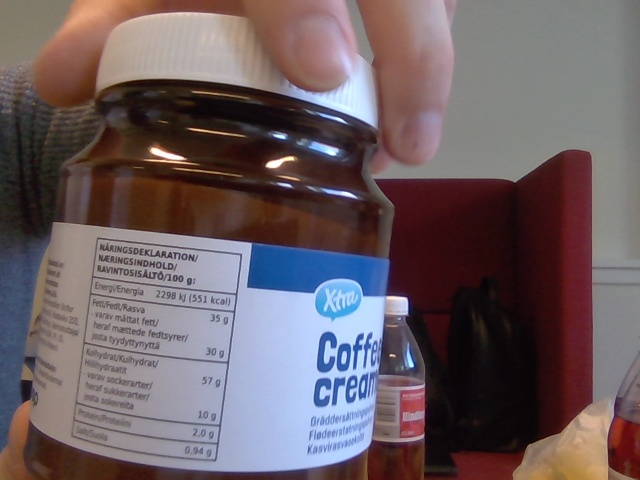 NÄRINGSDEKLARATION/
NÆRINGSINDHOLD/
RAVINTOSISÄLTÖ/100 g:
Energi/Energia 2298 kJ (551 kcal)
Fett/Fedt/Rasva 35 g
- varav mättat fett/
heraf mættede fedtsyrer/
josta tyydyttynyttä 30 g
Kolhydrat/Kulhydrat/
Hiilihydraatit 57 g
- varav sockerarter/
heraf sukkerarter/
josta sokereita 10 g
Protein/Proteiini 2,0 g
Salt/Suola 0,94 g
X-tra
Coffee
cream